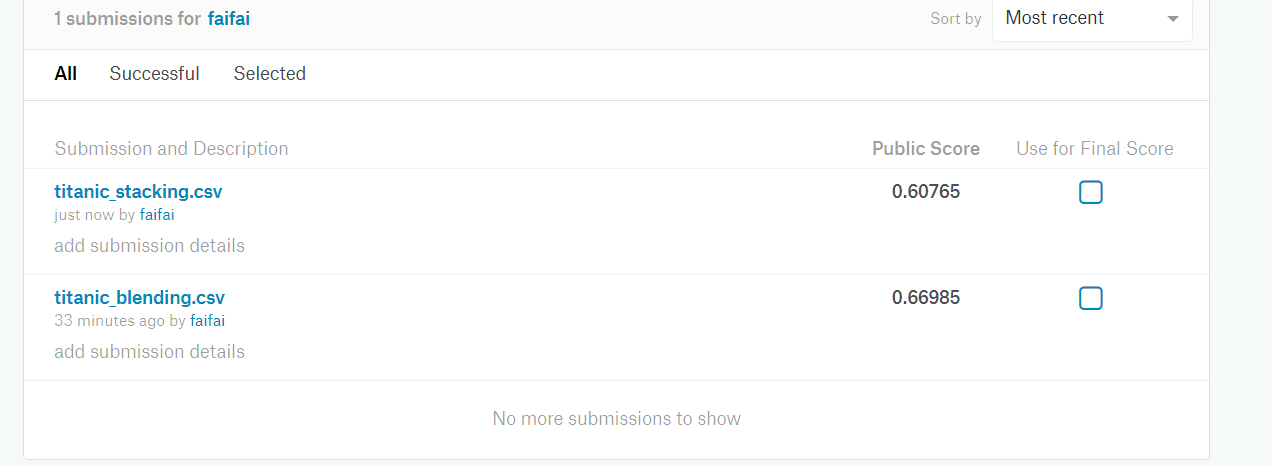 1 submissions for faifai
Sort by Most recent
All Successful Selected
Submission and Description Public Score Use for Final Score
titanic_stacking.csv 0.60765
just now by faifai
add submission details
titanic_blending.csv 0.66985
33 minutes ago by faifai
add submission details
No more submissions to show